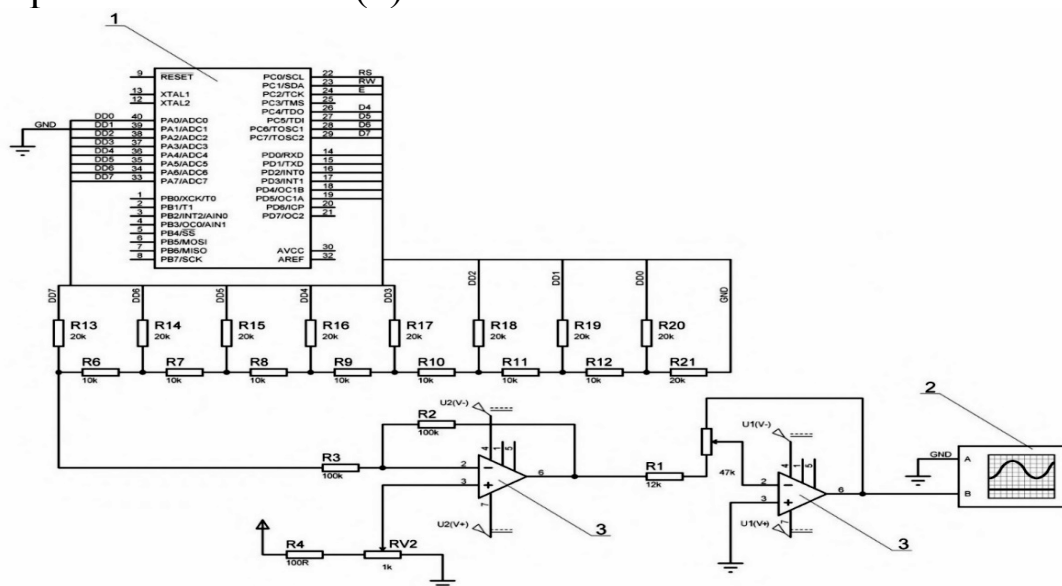 (
)
1
9
RESET
13
XTAL1
12
XTAL2
DD0 40 PA0/ADC0
GND
DD1 39 PA1/ADC1
DD2 38 PA2/ADC2
DD3 37 PA3/ADC3
DD4 36 PA4/ADC4
DD5 35 PA5/ADC5
DD6 34 PA6/ADC6
DD7 33 PA7/ADC7
1 PB0/XCK/T0
2 PB1/T1
3 PB2/INT2/AIN0
4 PB3/OC0/AIN1
5 PB4/SS
6 PB5/MOSI
7 PB6/MISO
8 PB7/SCK
PC0/SCL 22 RS
PC1/SDA 23 RW
PC2/TCK 24 E
PC3/TMS 25
PC4/TDO 26 D4
PC5/TDI 27 D5
PC6/TOSC1 28 D6
PC7/TOSC2 29 D7
PD0/RXD 14
PD1/TXD 15
PD2/INT0 16
PD3/INT1 17
PD4/OC1B 18
PD5/OC1A 19
PD6/ICP 20
PD7/OC2 21
AVCC 30
AREF 32
DD7
DD6
DD5
DD4
DD3
DD2
DD1
DD0
GND
R13
20k
R14
20k
R15
20k
R16
20k
R17
20k
R18
20k
R19
20k
R20
20k
R6
10k
R7
10k
R8
10k
R9
10k
R10
10k
R11
10k
R12
10k
R21
20k
R2
100k
U2(V-)
R3
100k
4 1 5
2
3
6
7
U2(V+)
3
R4
100R
RV2
1k
R1
12k
47k
U1(V-)
4 1 5
2
3
6
7
U1(V+)
3
2
GND
A
B